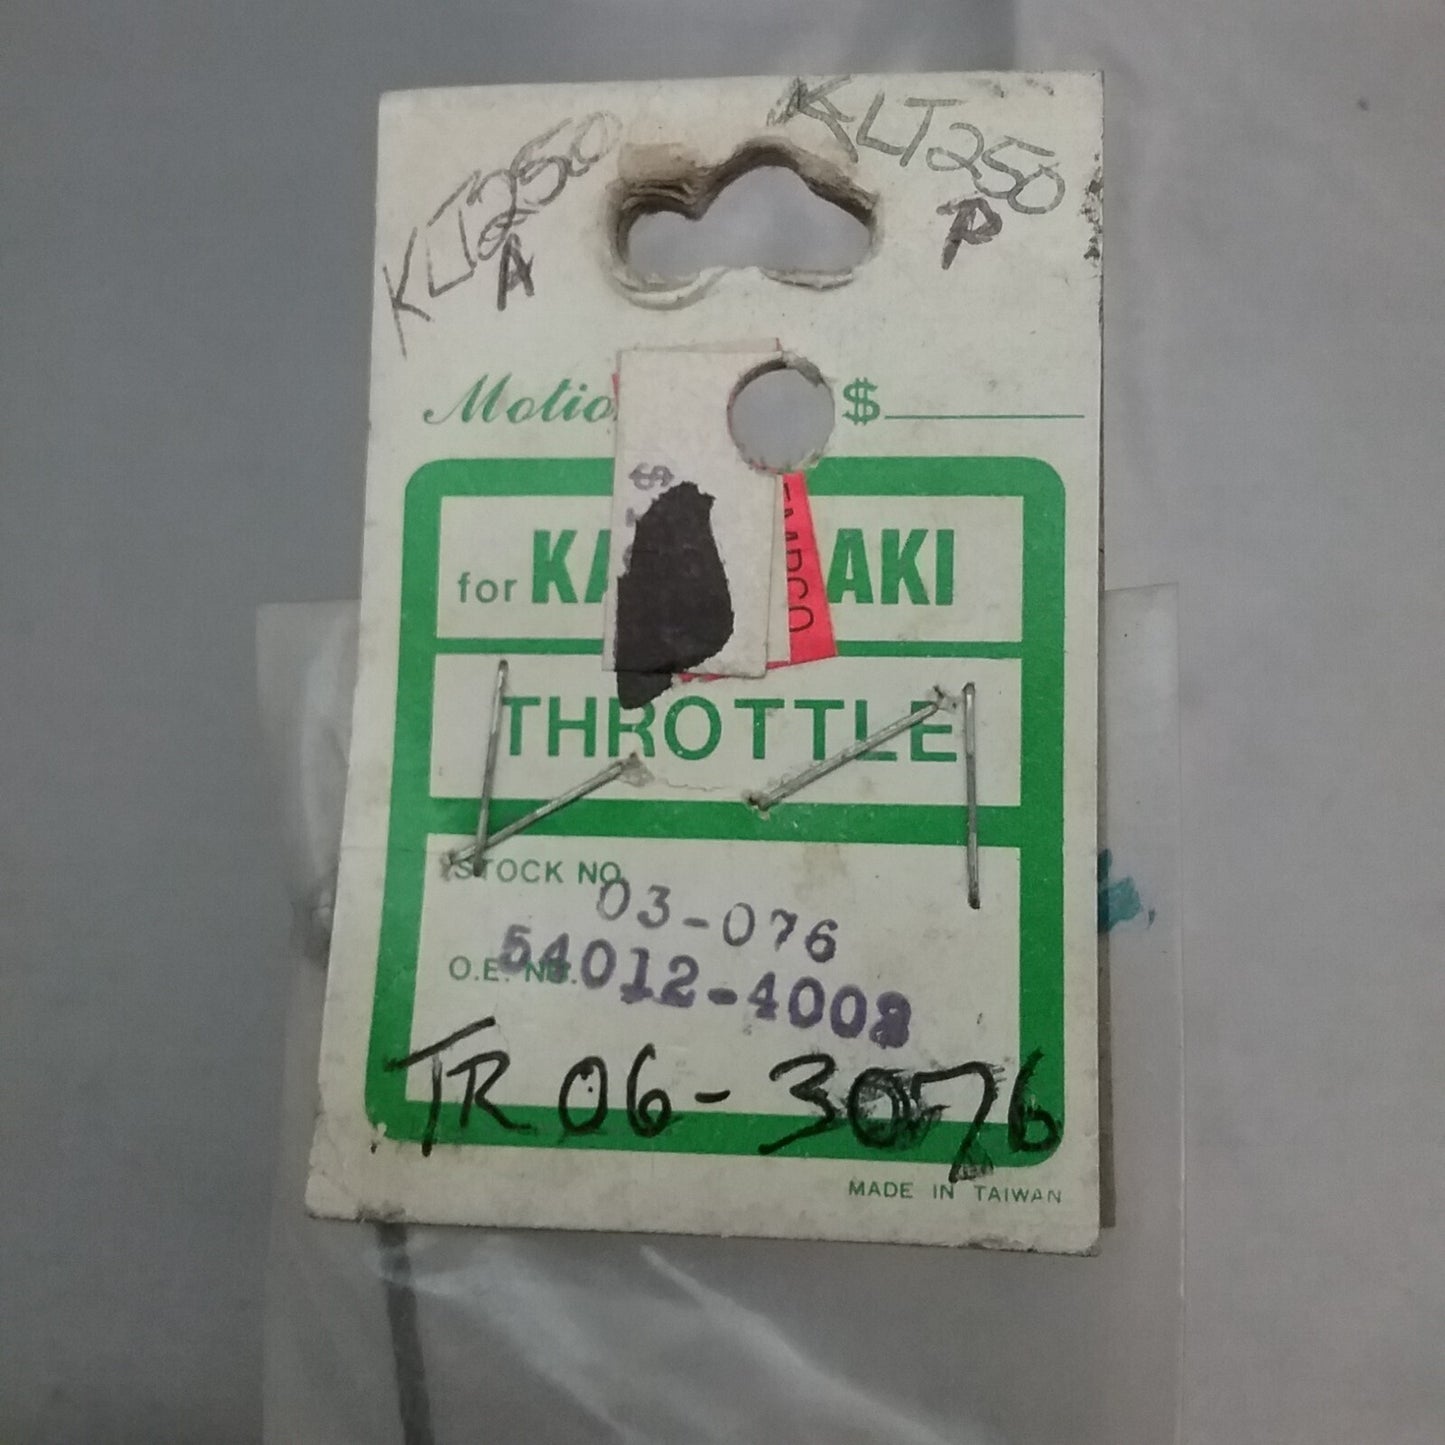 KLT250
A
KLT250
P
Motio
$
$
for KA AKI
THROTTLE
STOCK NO.
03-076
O.E. NO.
54012-4008
TR 06-3076
MADE IN TAIWAN